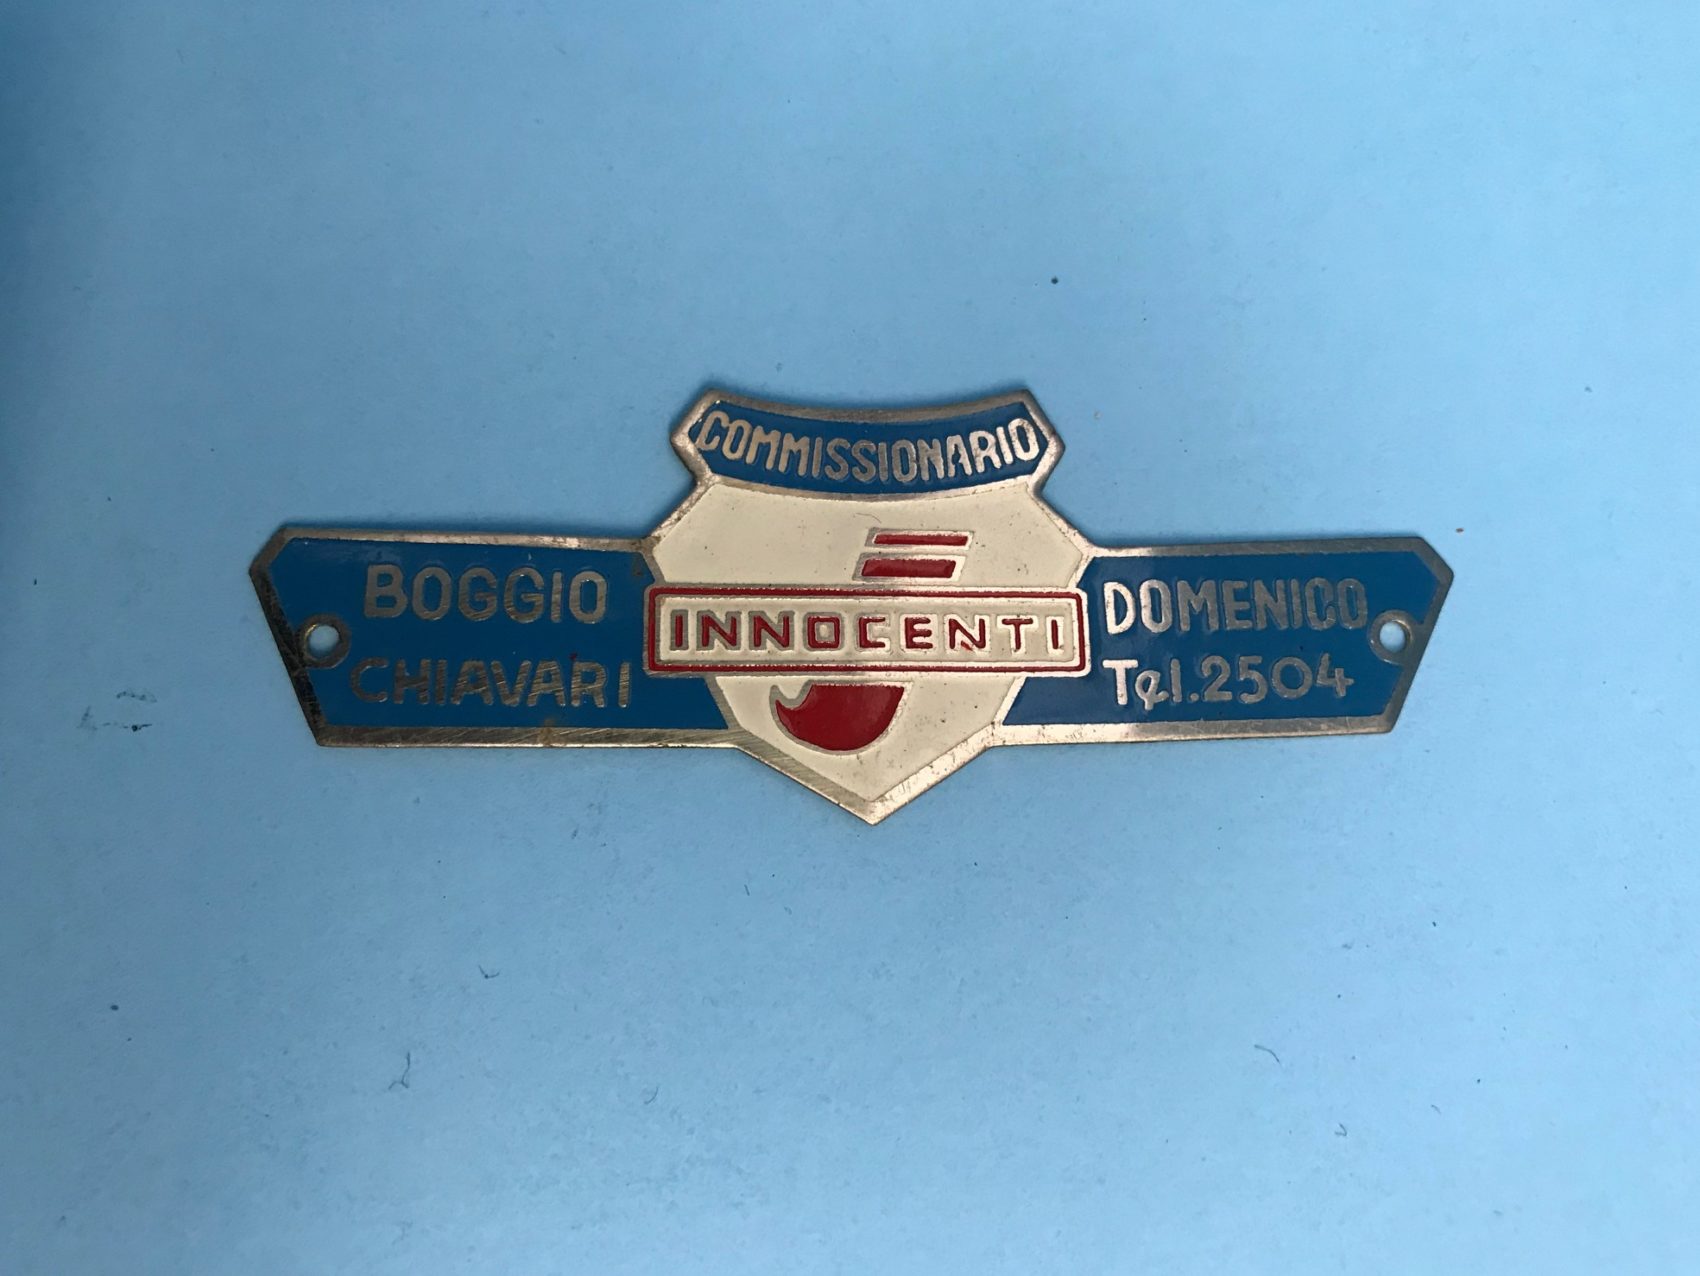 COMMISSIONARIO
INNOCENTI
BOGGIO
CHIAVARI
DOMENICO
Tel.2504